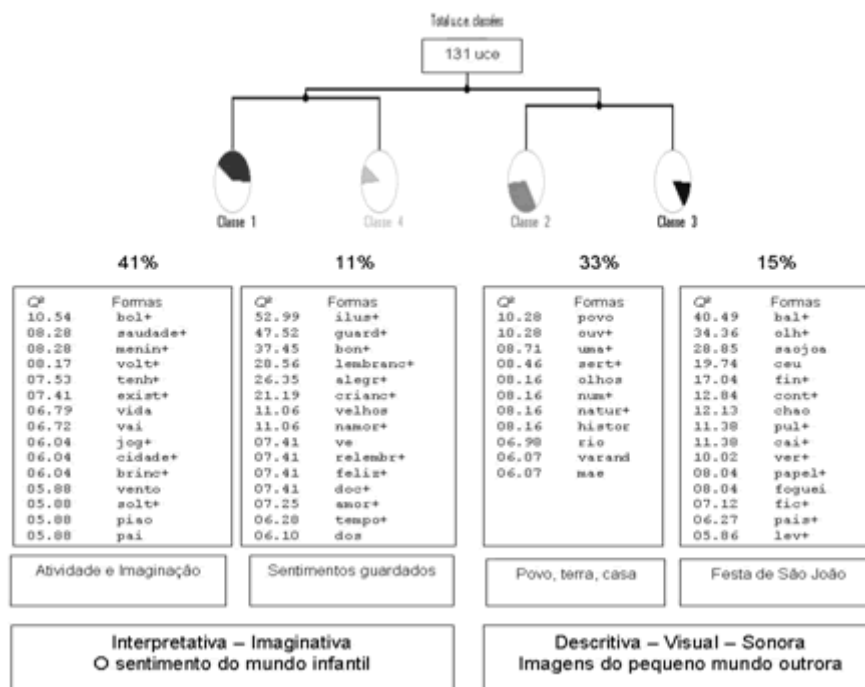 Total u.c.e. classées
131 uce
Classe 1
Classe 4
Classe 2
Classe 3
41%
11%
33%
15%
Q² Formas
10.54 bol+
08.28 saudade+
08.28 menin+
08.17 volt+
07.53 tenh+
07.41 exist+
06.79 vida
06.72 vai
06.04 jog+
06.04 cidade+
06.04 brinc+
05.88 vento
05.88 solt+
05.88 piao
05.88 pai
Atividade e Imaginação
Q² Formas
52.99 ilus+
47.52 guard+
37.45 bon+
28.56 lembranc+
26.35 alegr+
21.19 crianc+
11.06 velhos
11.06 namor+
07.41 ve
07.41 relembr+
07.41 feliz+
07.41 doc+
07.25 amor+
06.28 tempo+
06.10 dos
Sentimentos guardados
Q² Formas
10.28 povo
10.28 ouv+
08.71 uma+
08.46 sert+
08.16 olhos
08.16 num+
08.16 natur+
08.16 histor
06.98 rio
06.07 varand
06.07 mae
Povo, terra, casa
Q² Formas
40.49 bal+
34.36 olh+
28.85 saojoa
19.74 ceu
17.04 fin+
12.84 cont+
12.13 chao
11.38 pul+
11.38 cai+
10.02 ver+
08.04 papel+
08.04 foguei
07.12 fic+
06.27 pais+
05.86 lev+
Festa de São João
Interpretativa – Imaginativa
O sentimento do mundo infantil
Descritiva – Visual – Sonora
Imagens do pequeno mundo outrora